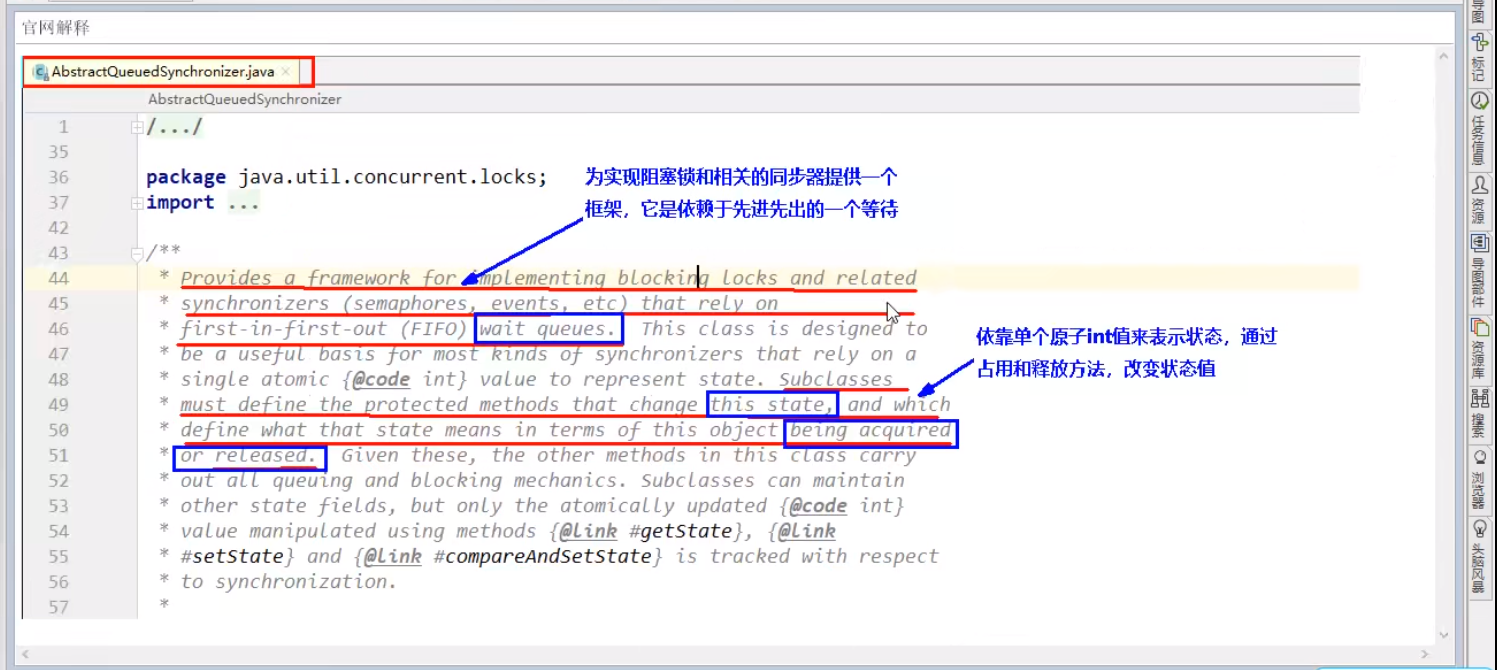 官网解释
AbstractQueuedSynchronizer.java ×
AbstractQueuedSynchronizer
1 /.../
35
36 package java.util.concurrent.locks;
37 import ...
42
43 /**
44 * Provides a framework for implementing blocking locks and related
45 * synchronizers (semaphores, events, etc) that rely on
46 * first-in-first-out (FIFO) wait queues. This class is designed to
47 * be a useful basis for most kinds of synchronizers that rely on a
48 * single atomic {@code int} value to represent state. Subclasses
49 * must define the protected methods that change this state, and which
50 * define what that state means in terms of this object being acquired
51 * or released. Given these, the other methods in this class carry
52 * out all queuing and blocking mechanics. Subclasses can maintain
53 * other state fields, but only the atomically updated {@code int}
54 * value manipulated using methods {@link #getState}, {@link
55 * #setState} and {@link #compareAndSetState} is tracked with respect
56 * to synchronization.
57 *
为实现阻塞锁和相关的同步器提供一个
框架，它是依赖于先进先出的一个等待
依靠单个原子int值来表示状态，通过
占用和释放方法，改变状态值
导图
标记
任务信息
资源
导图部件
资源库
搜索
浏览器
头脑风暴